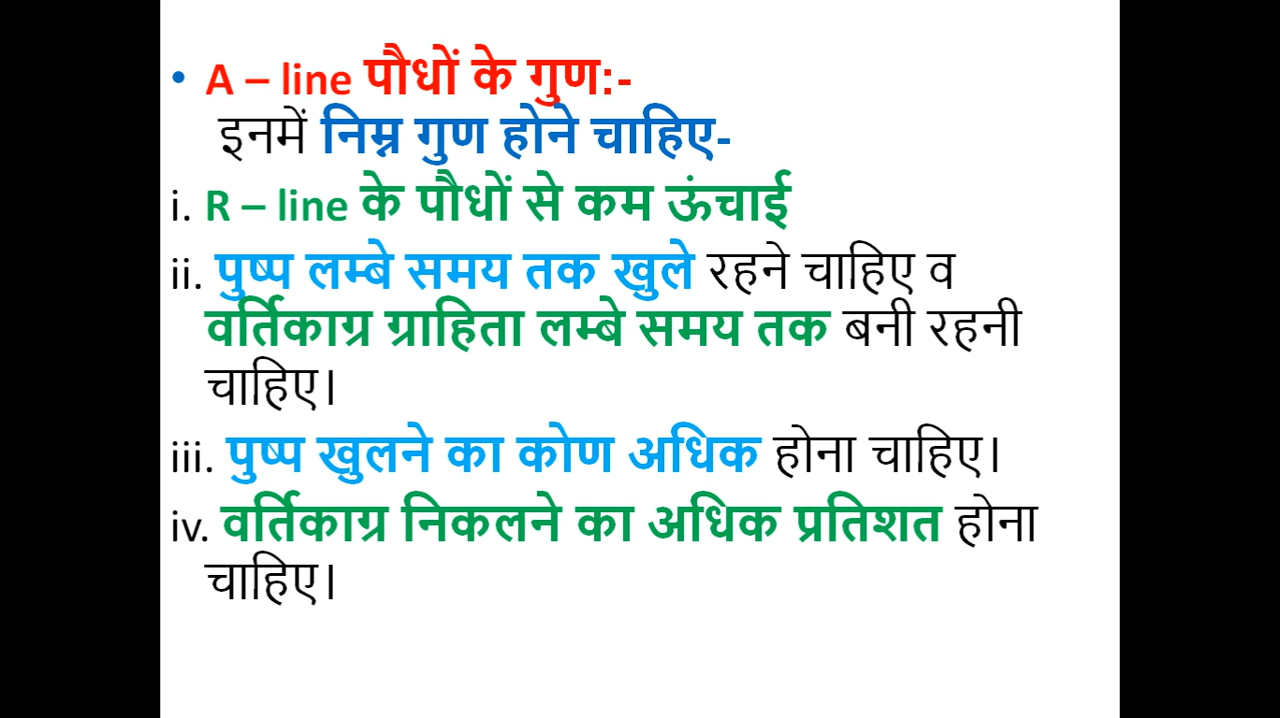 • A – line पौधों के गुण:-
इनमें निम्न गुण होने चाहिए-
i. R – line के पौधों से कम ऊंचाई
ii. पुष्प लम्बे समय तक खुले रहने चाहिए व
वर्तिकाग्र ग्राहिता लम्बे समय तक बनी रहनी
चाहिए।
iii. पुष्प खुलने का कोण अधिक होना चाहिए।
iv. वर्तिकाग्र निकलने का अधिक प्रतिशत होना
चाहिए।